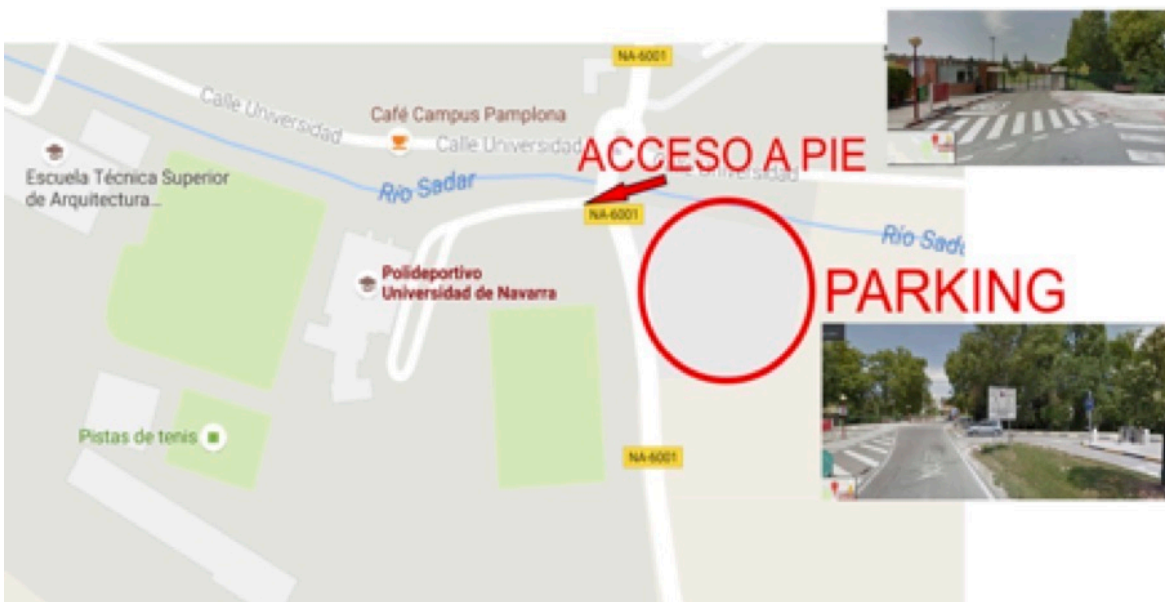 NA-6001
Calle Universidad
Café Campus Pamplona
Calle Universidad
ACCESO A PIE
Universidad
Escuela Técnica Superior
de Arquitectura...
Río Sadar
NA-6001
Río Sad
Polideportivo
Universidad de Navarra
PARKING
Pistas de tenis
NA-6001